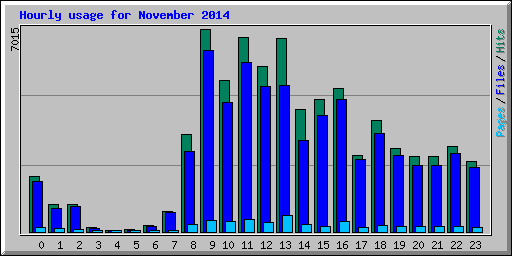 Hourly usage for November 2014
7015
Pages/Files/Hits
0 1 2 3 4 5 6 7 8 9 10 11 12 13 14 15 16 17 18 19 20 21 22 23